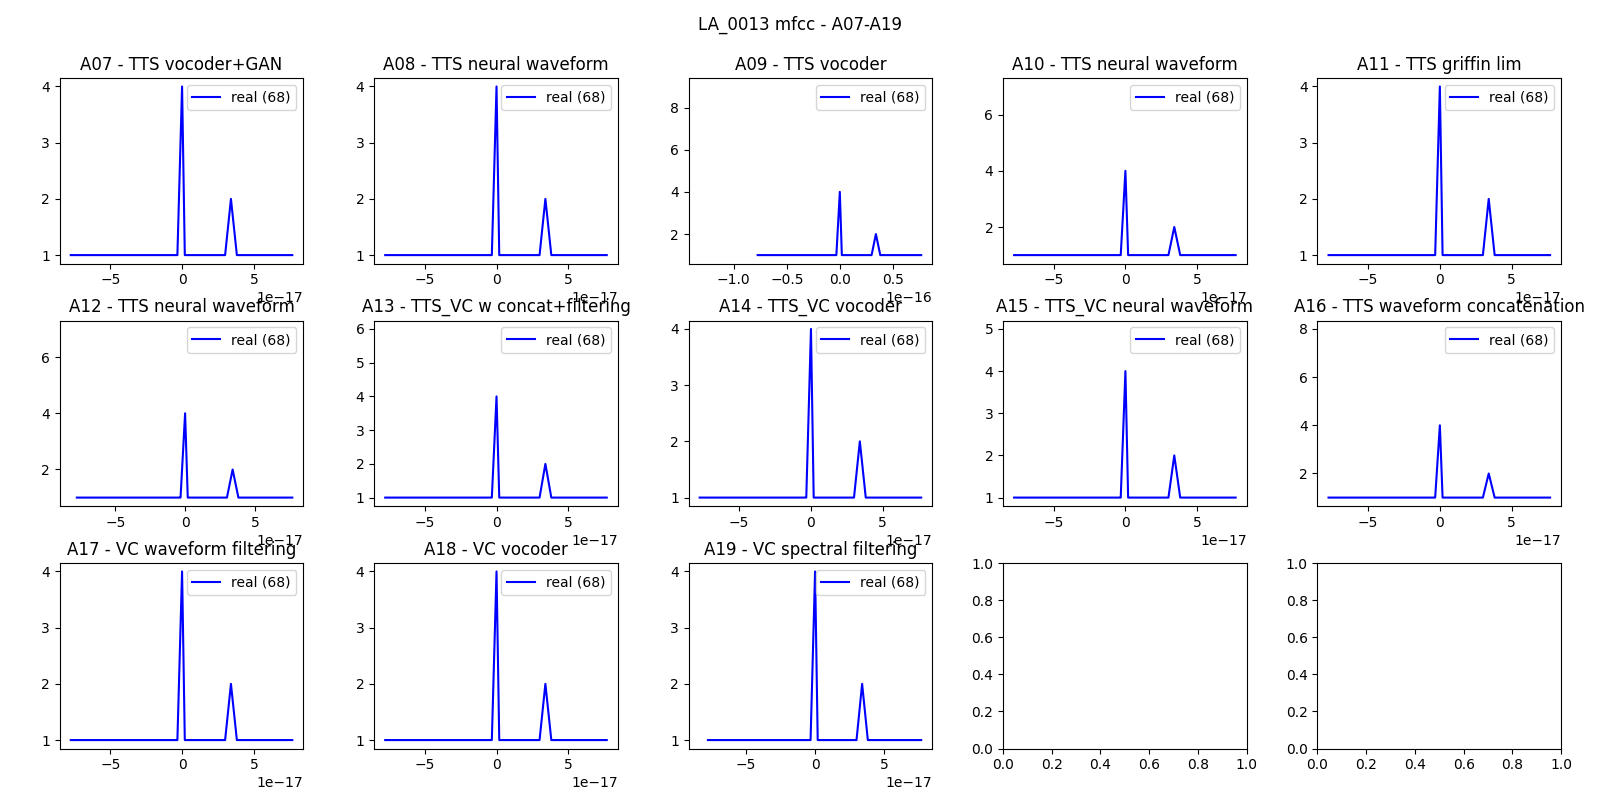 LA_0013 mfcc - A07-A19
A07 - TTS vocoder+GAN
real (68)
4
3
2
1
−5 0 5
1e−17
A08 - TTS neural waveform
real (68)
4
3
2
1
−5 0 5
1e−17
A09 - TTS vocoder
real (68)
8
6
4
2
−1.0 −0.5 0.0 0.5
1e−16
A10 - TTS neural waveform
real (68)
6
4
2
−5 0 5
1e−17
A11 - TTS griffin lim
real (68)
4
3
2
1
−5 0 5
1e−17
A12 - TTS neural waveform
real (68)
6
4
2
−5 0 5
1e−17
A13 - TTS_VC w concat+filtering
real (68)
6
5
4
3
2
1
−5 0 5
1e−17
A14 - TTS_VC vocoder
real (68)
4
3
2
1
−5 0 5
1e−17
A15 - TTS_VC neural waveform
real (68)
5
4
3
2
1
−5 0 5
1e−17
A16 - TTS waveform concatenation
real (68)
8
6
4
2
−5 0 5
1e−17
A17 - VC waveform filtering
real (68)
4
3
2
1
−5 0 5
1e−17
A18 - VC vocoder
real (68)
4
3
2
1
−5 0 5
1e−17
A19 - VC spectral filtering
real (68)
4
3
2
1
−5 0 5
1e−17
1.0
0.8
0.6
0.4
0.2
0.0
0.0 0.2 0.4 0.6 0.8 1.0
1.0
0.8
0.6
0.4
0.2
0.0
0.0 0.2 0.4 0.6 0.8 1.0